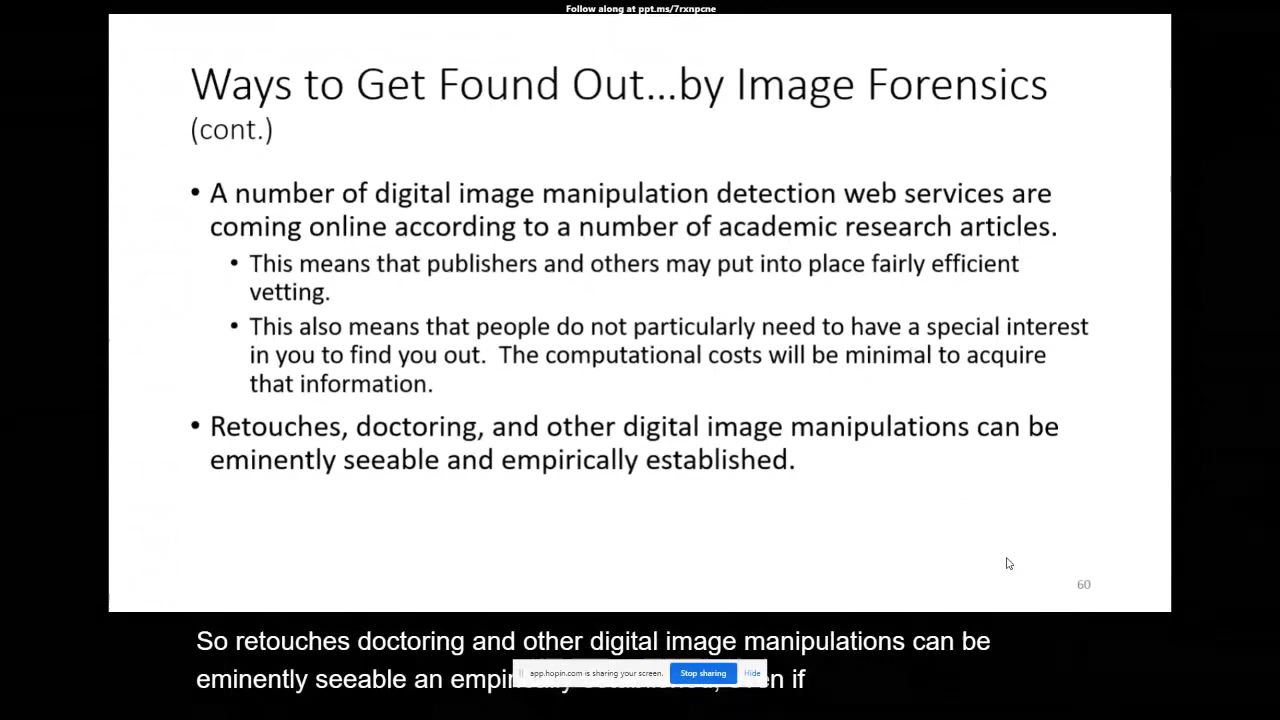 Follow along at ppt.ms/7rxnpcne
Ways to Get Found Out...by Image Forensics
(cont.)
• A number of digital image manipulation detection web services are
coming online according to a number of academic research articles.
• This means that publishers and others may put into place fairly efficient
vetting.
• This also means that people do not particularly need to have a special interest
in you to find you out. The computational costs will be minimal to acquire
that information.
• Retouches, doctoring, and other digital image manipulations can be
eminently seeable and empirically established.
60
So retouches doctoring and other digital image manipulations can be
eminently seeable an if
app.hopin.com is sharing your screen. Stop sharing Hide